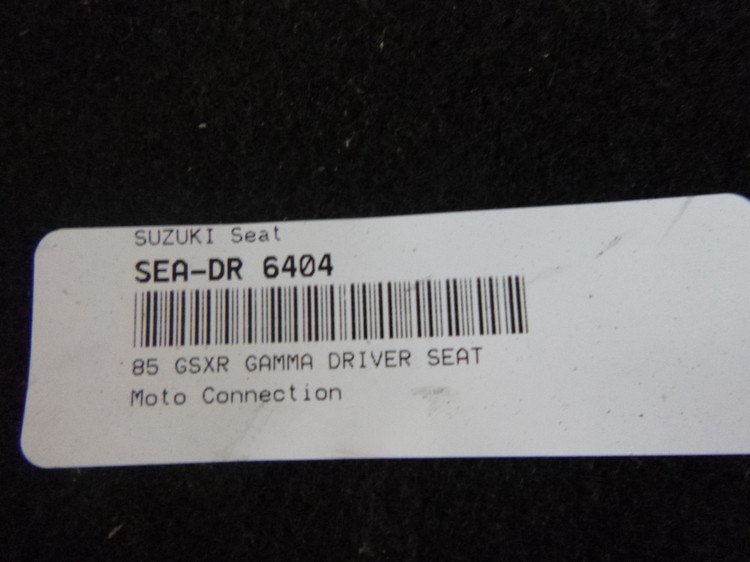 SUZUKI Seat
SEA-DR 6404
85 GSXR GAMMA DRIVER SEAT
Moto Connection